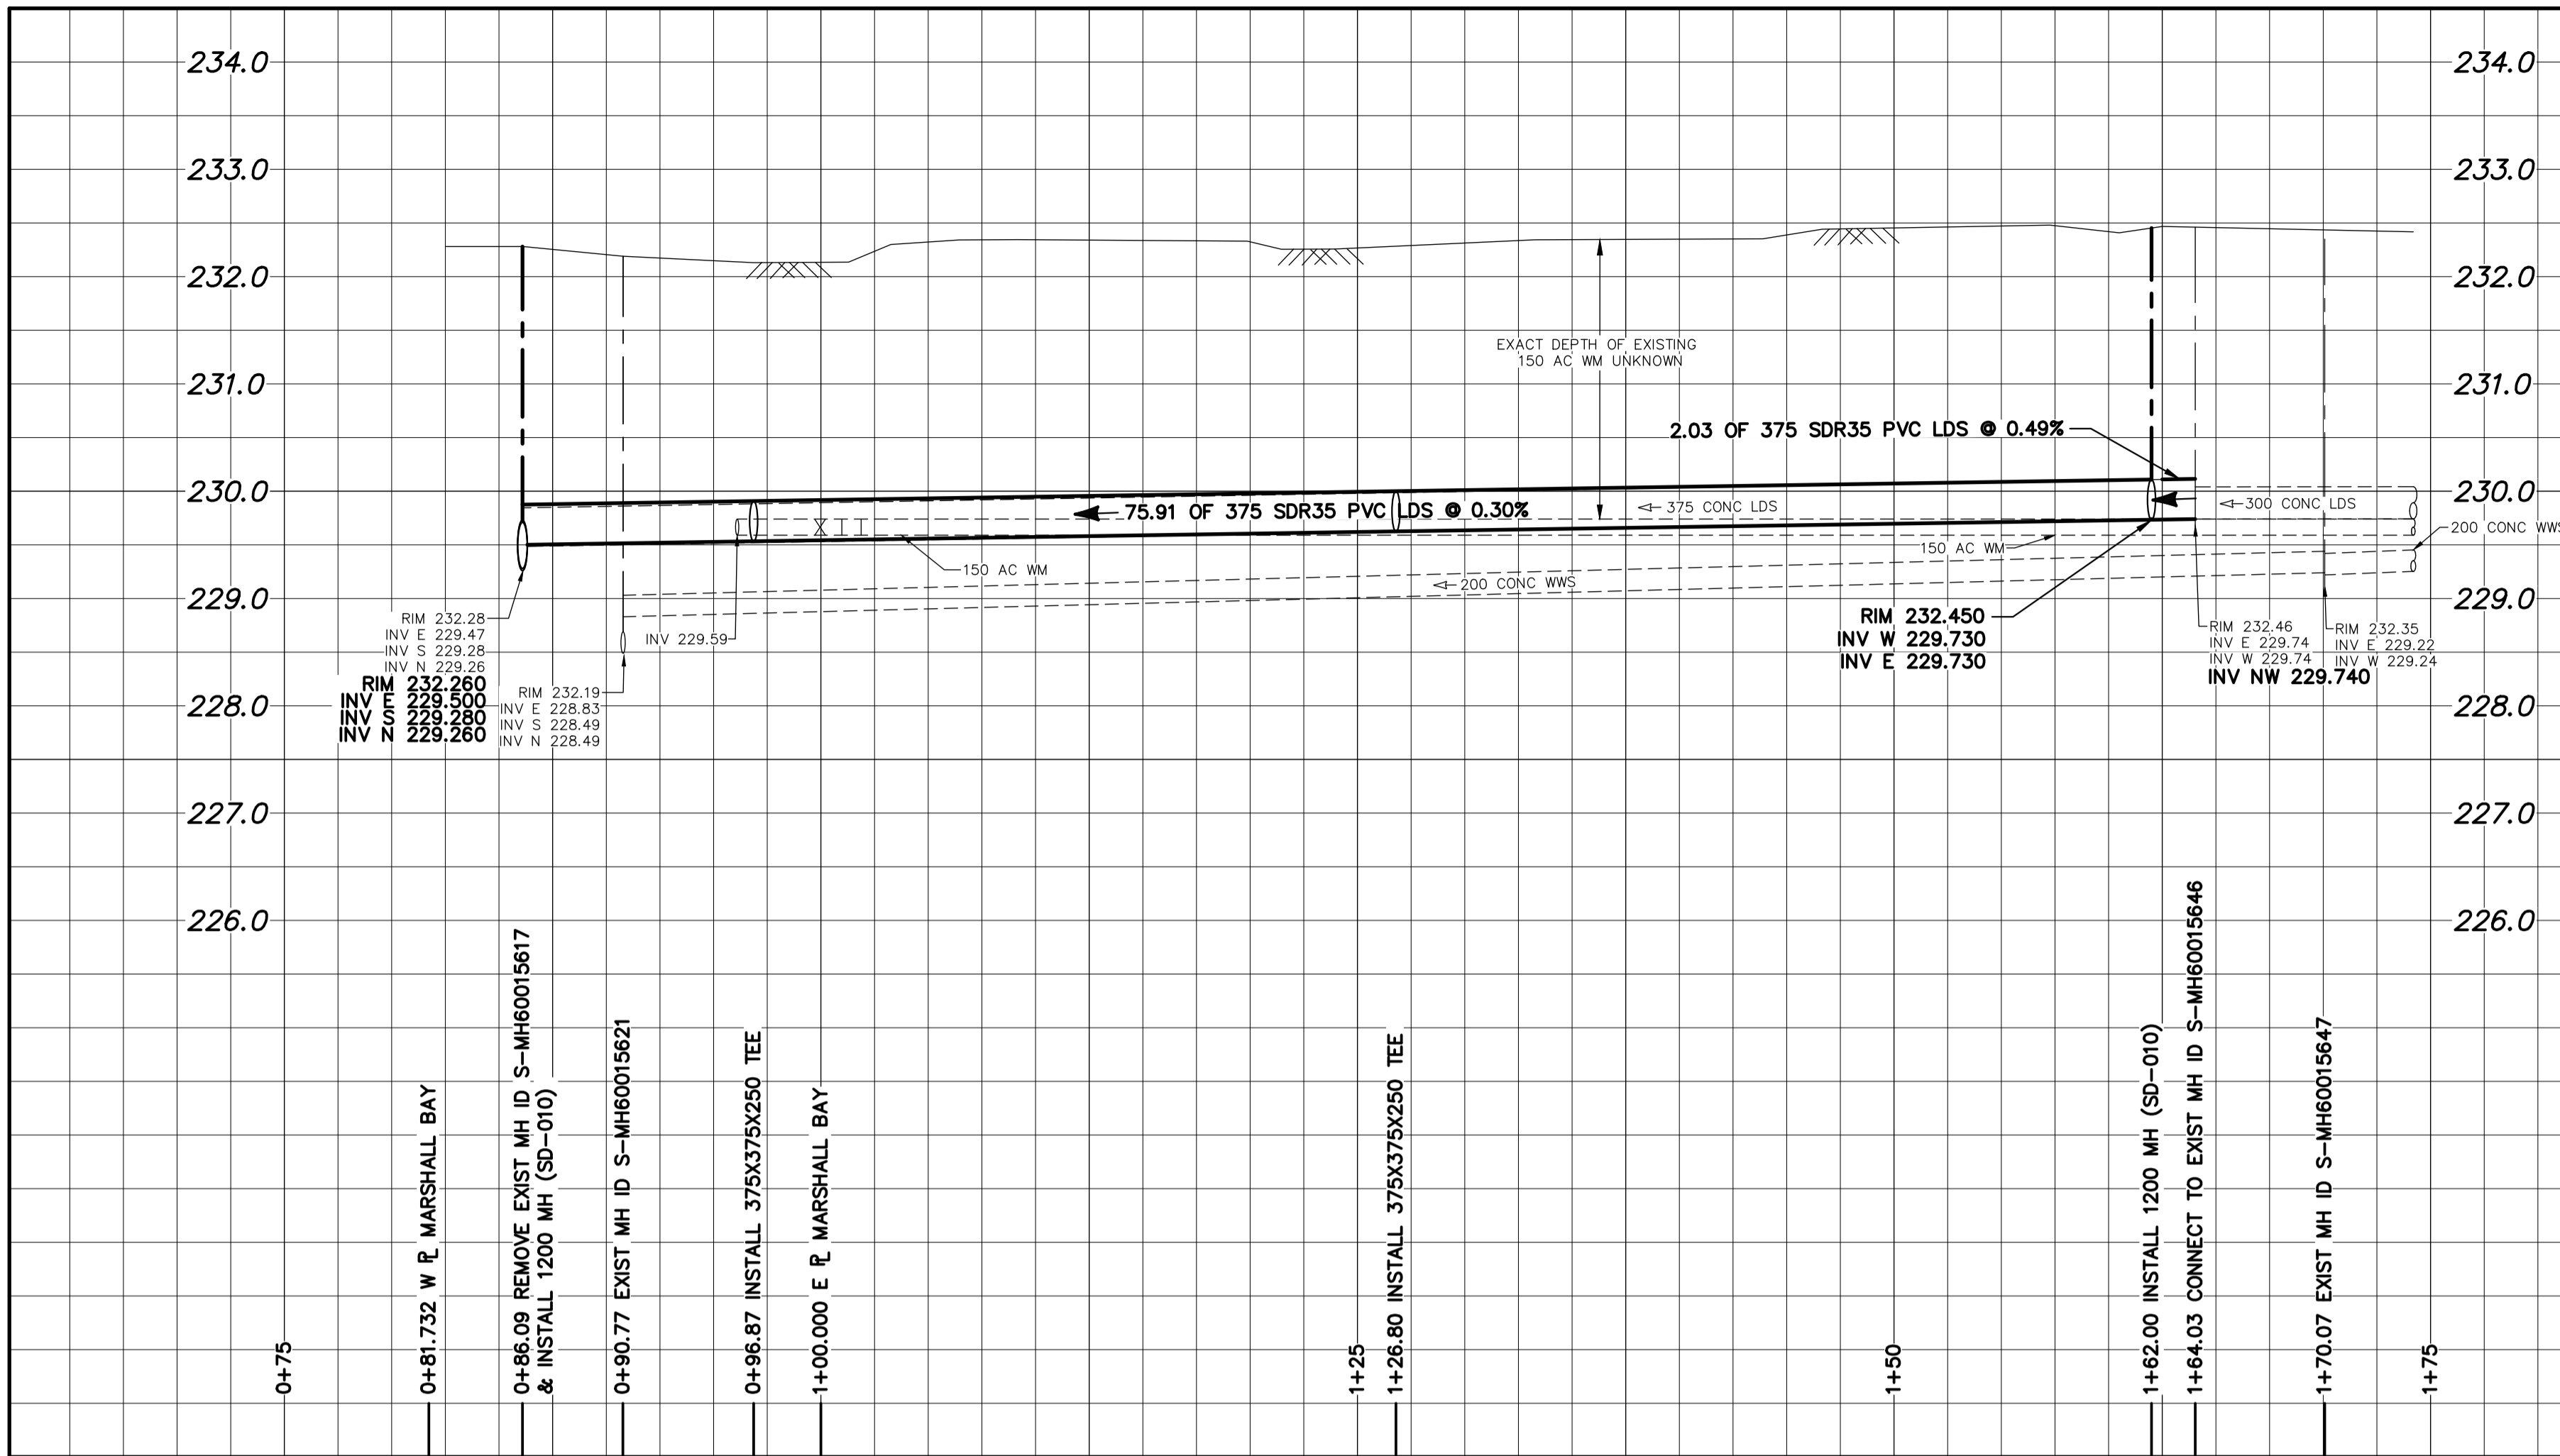 234.0
234.0
233.0
233.0
232.0
232.0
EXACT DEPTH OF EXISTING
150 AC WM UNKNOWN
231.0
231.0
2.03 OF 375 SDR35 PVC LDS @ 0.49%
230.0
230.0
75.91 OF 375 SDR35 PVC LDS @ 0.30%
375 CONC LDS
300 CONC LDS
200 CONC WWS
150 AC WM
150 AC WM
200 CONC WWS
229.0
229.0
RIM 232.28
INV E 229.47
INV S 229.28
INV N 229.26
RIM 232.260
INV E 229.500
INV S 229.280
INV N 229.260
RIM 232.19
INV E 228.83
INV S 228.49
INV N 228.49
INV 229.59
RIM 232.450
INV W 229.730
INV E 229.730
RIM 232.46
INV E 229.74
INV W 229.74
INV NW 229.740
RIM 232.35
INV E 229.22
INV W 229.24
228.0
228.0
227.0
227.0
226.0
226.0
0+75
0+81.732 W PL MARSHALL BAY
0+86.09 REMOVE EXIST MH ID S-MH60015617
& INSTALL 1200 MH (SD-010)
0+90.77 EXIST MH ID S-MH60015621
0+96.87 INSTALL 375X375X250 TEE
1+00.000 E PL MARSHALL BAY
1+25
1+26.80 INSTALL 375X375X250 TEE
1+50
1+62.00 INSTALL 1200 MH (SD-010)
1+64.03 CONNECT TO EXIST MH ID S-MH60015646
1+70.07 EXIST MH ID S-MH60015647
1+75